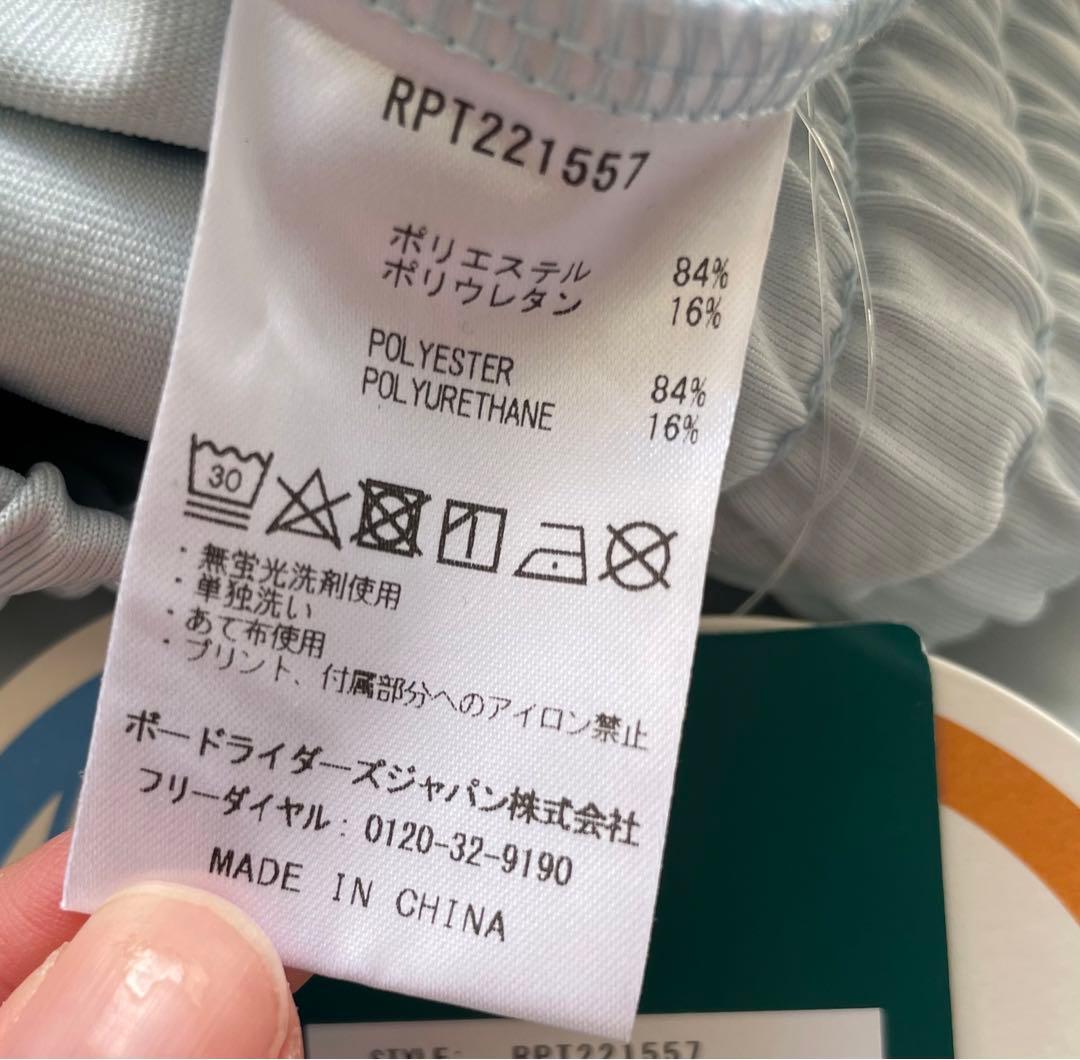 RPT221557
ポリエステル 84%
ポリウレタン 16%
POLYESTER 84%
POLYURETHANE 16%
30
・無蛍光洗剤使用
・単独洗い
・あて布使用
・プリント、付属部分へのアイロン禁止
ボードライダーズジャパン株式会社
フリーダイヤル: 0120-32-9190
MADE IN CHINA
STYLE: RPT221557